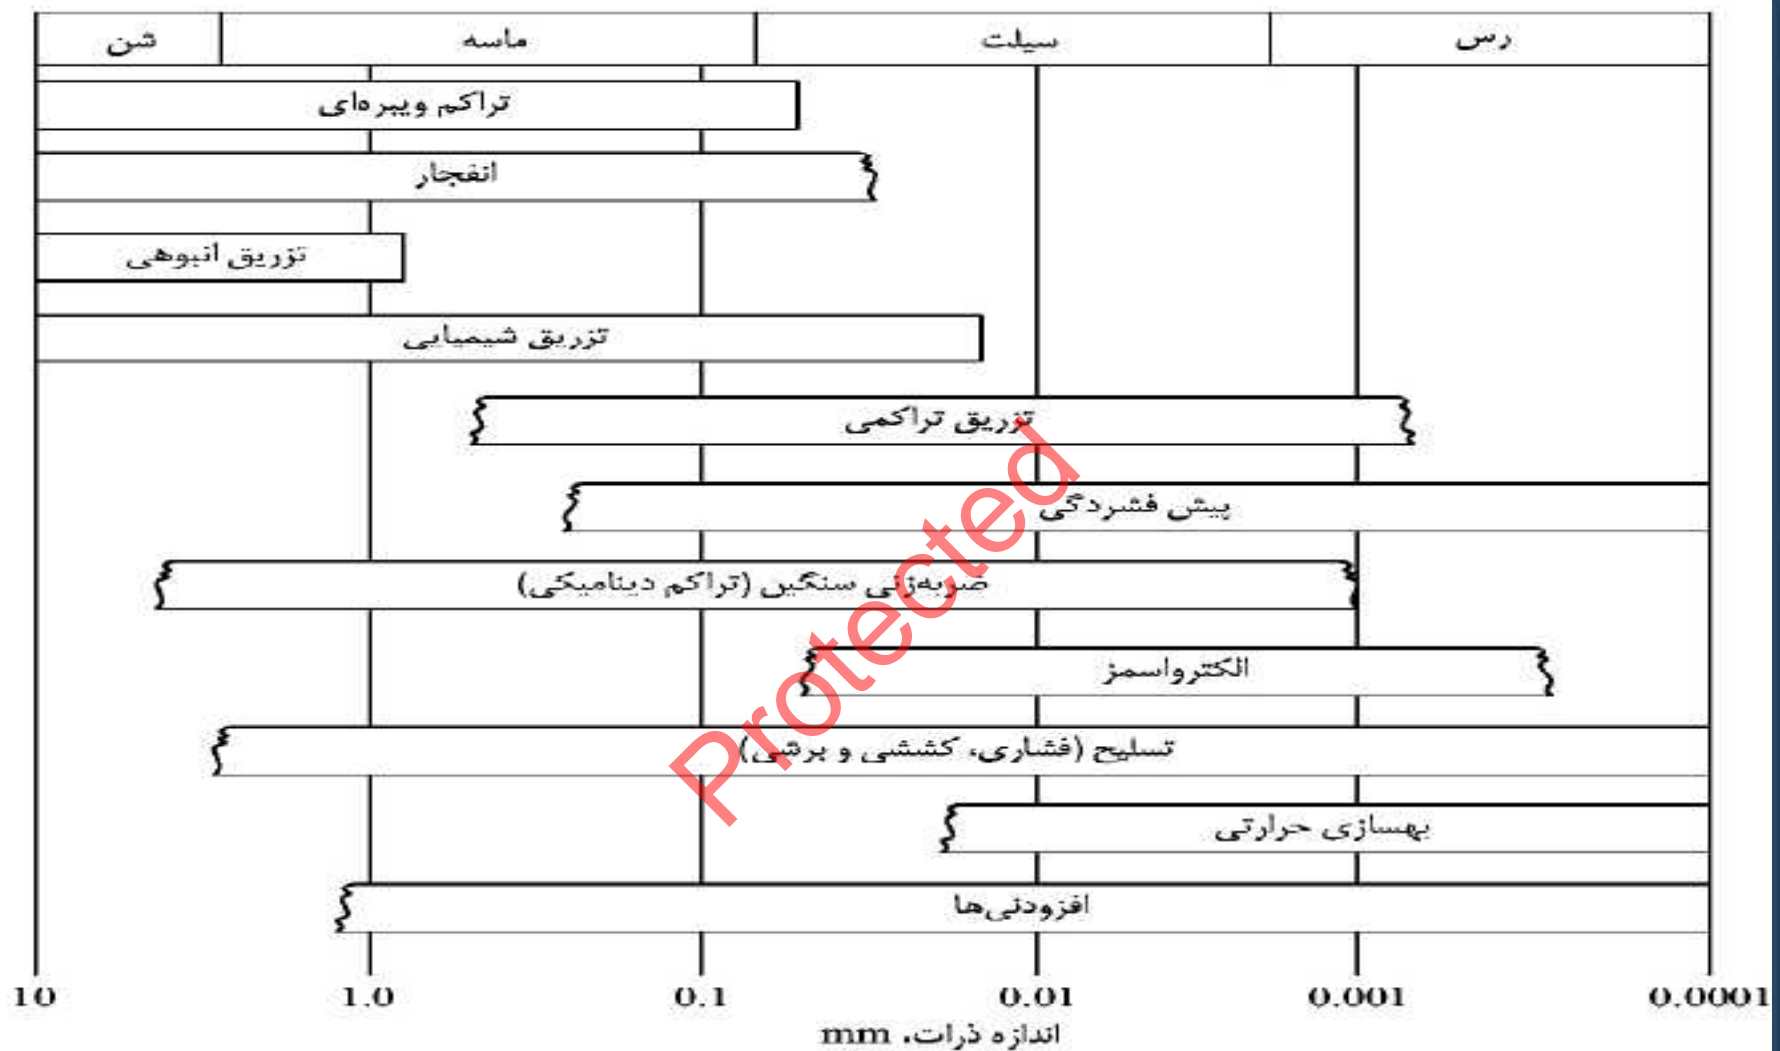 شن ماسه سیلت رس
تراکم ویبره‌ای
انفجار
تزریق انبوهی
تزریق شیمیایی
تزریق تراکمی
پیش فشردگی
ضربه‌زنی سنگین (تراکم دینامیکی)
الکترواسمز
تسلیح (فشاری، کششی و برشی)
بهسازی حرارتی
افزودنی‌ها
10 1.0 0.1 0.01 0.001 0.0001
اندازه ذرات، mm
Protected